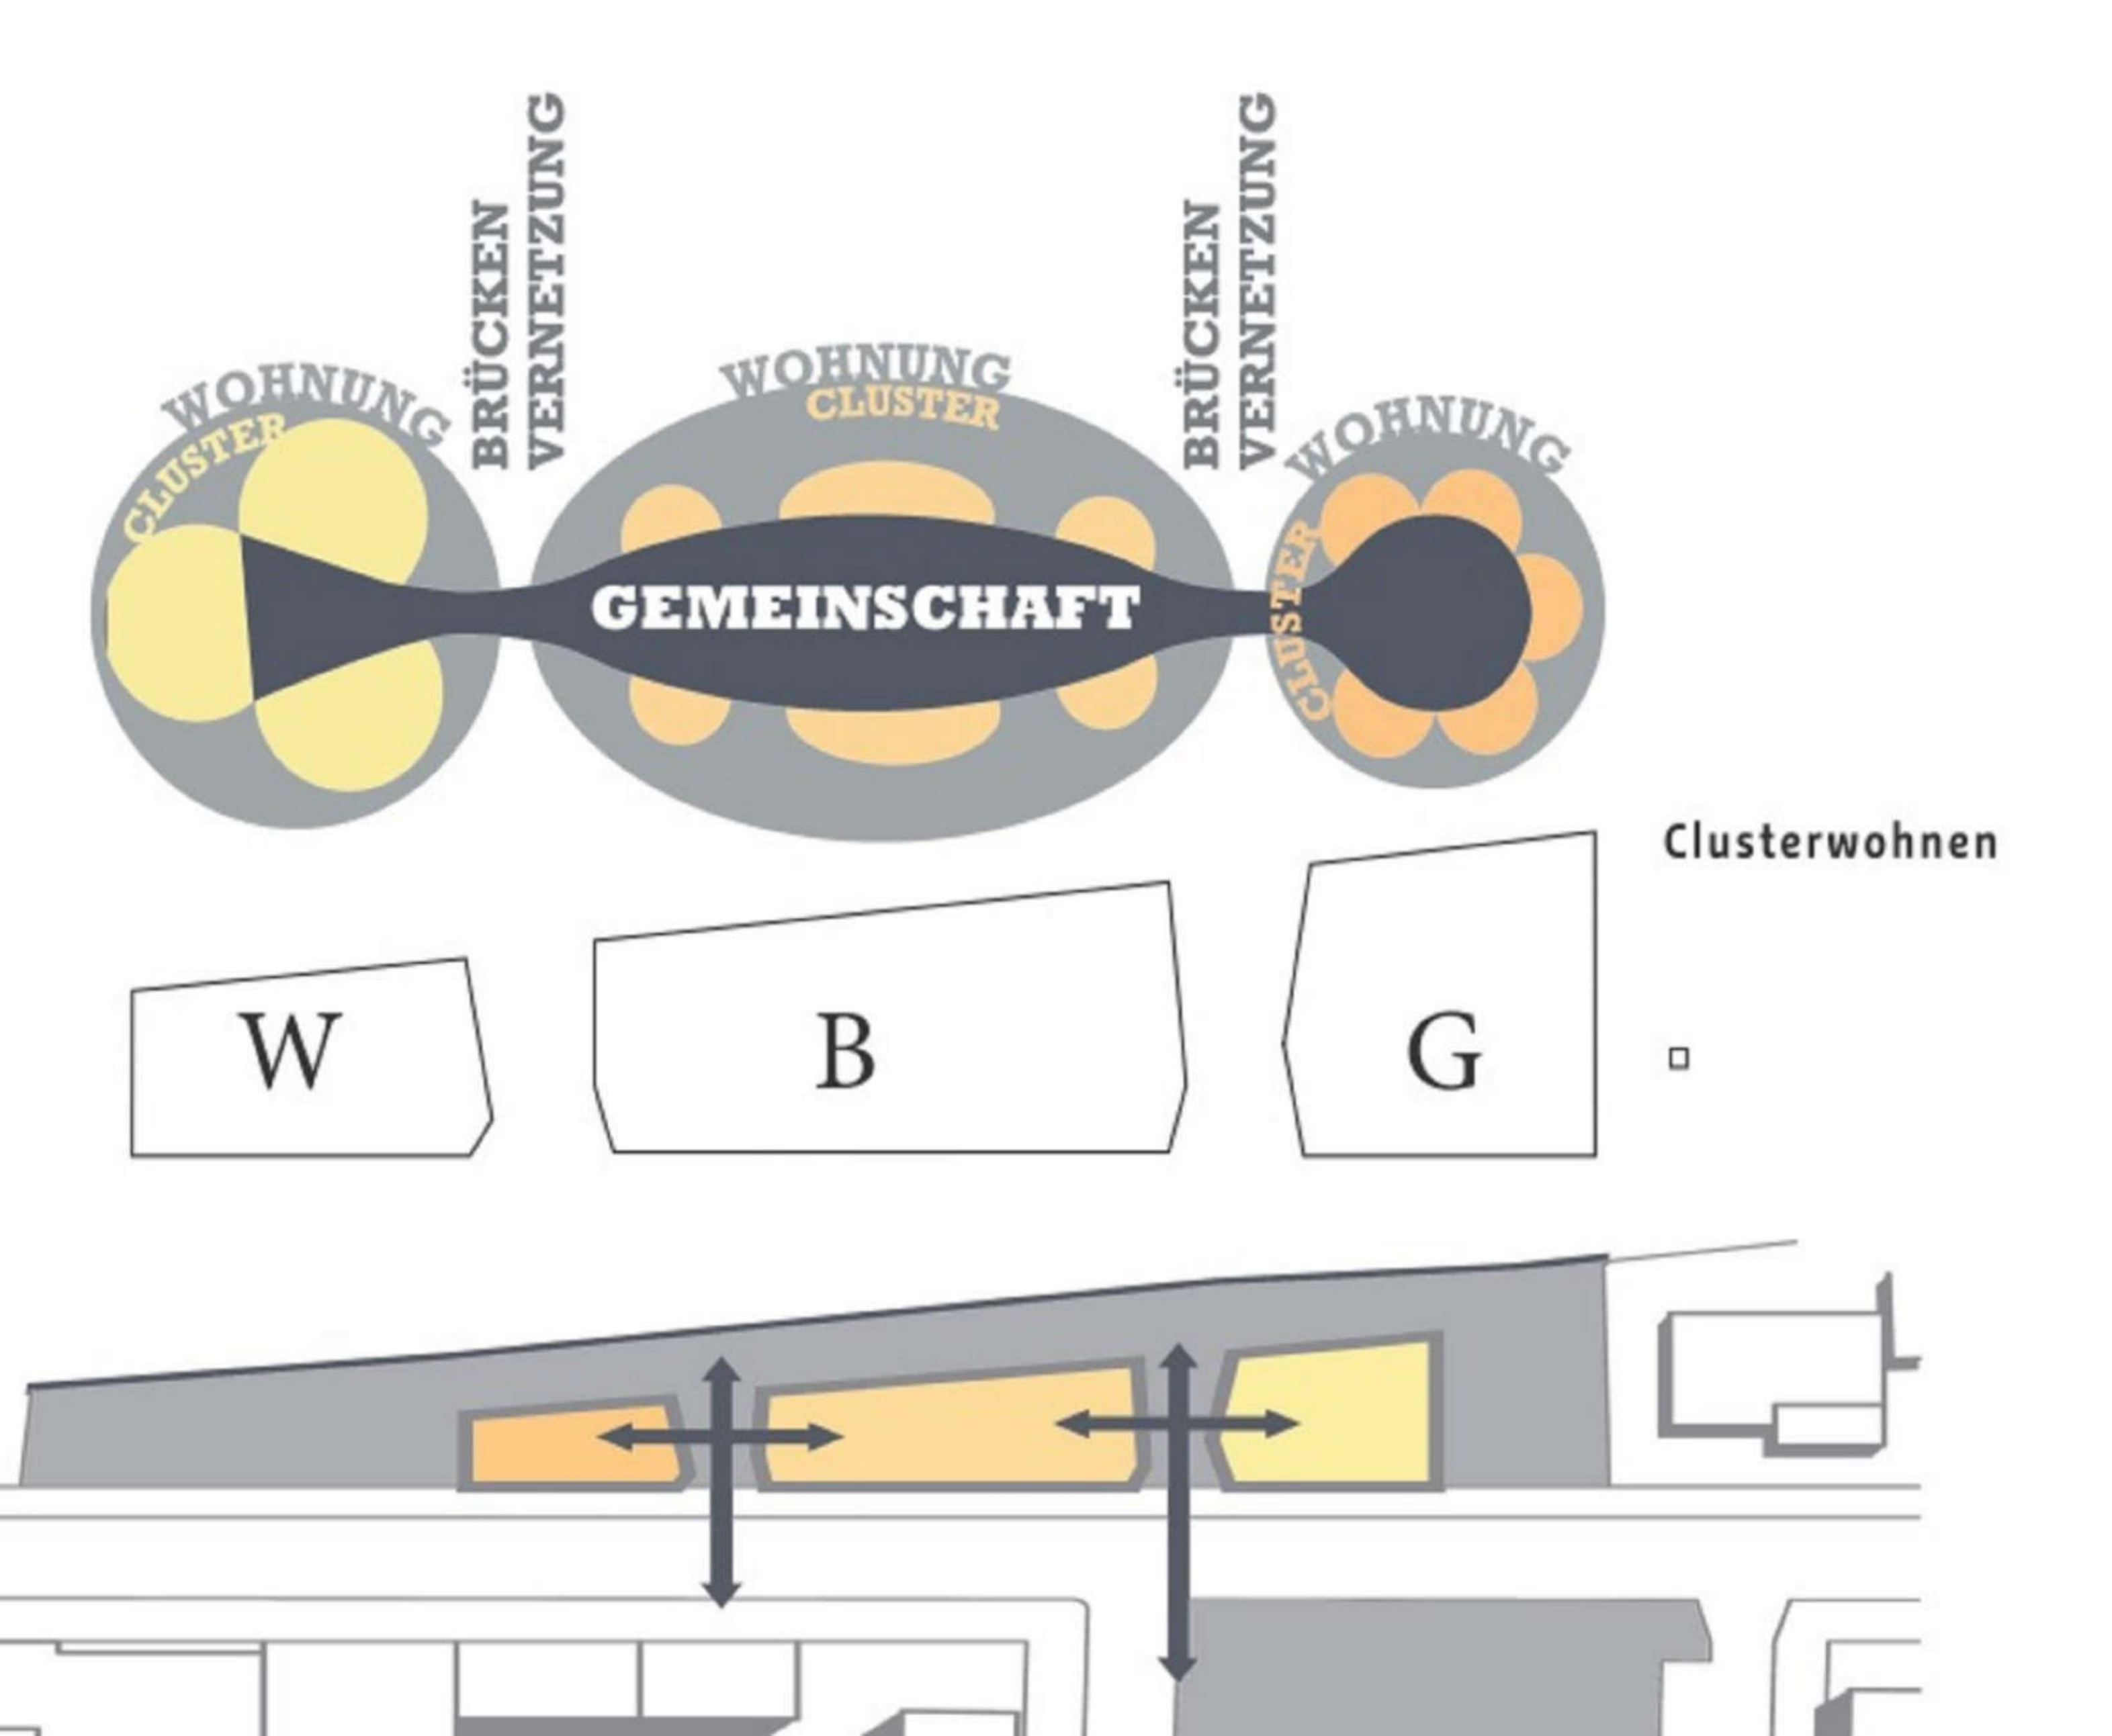 BRÜCKEN
VERNETZUNG
BRÜCKEN
VERNETZUNG
WOHNUNG
CLUSTER
WOHNUNG
CLUSTER
WOHNUNG
CLUSTER
GEMEINSCHAFT
Clusterwohnen
W
B
G